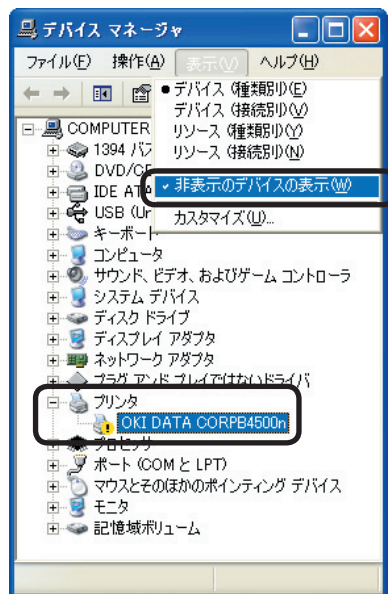 デバイス マネージャ
ファイル(F) 操作(A) 表示(V) ヘルプ(H)
デバイス (種類別)(E)
デバイス (接続別)(V)
リソース (種類別)(Y)
リソース (接続別)(N)
非表示のデバイスの表示(W)
カスタマイズ(U)...
COMPUTER
1394 バス
DVD/CD
IDE ATA
USB (Un
キーボード
コンピュータ
サウンド、ビデオ、およびゲーム コントローラ
システム デバイス
ディスク ドライブ
ディスプレイ アダプタ
ネットワーク アダプタ
プラグ アンド プレイではないドライバ
プリンタ
OKI DATA CORPB4500n
プロセッサ
ポート (COM と LPT)
マウスとそのほかのポインティング デバイス
モニタ
記憶域ボリューム